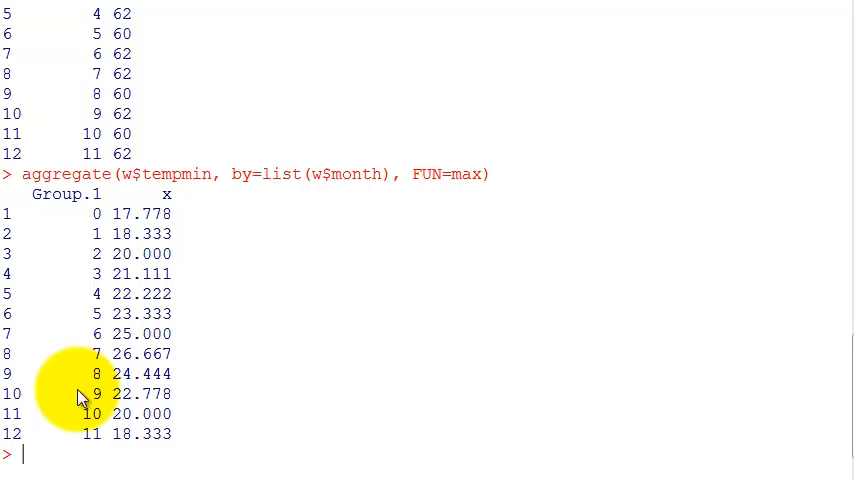 5 4 62
6 5 60
7 6 62
8 7 62
9 8 60
10 9 62
11 10 60
12 11 62
> aggregate(w$tempmin, by=list(w$month), FUN=max)
Group.1 x
1 0 17.778
2 1 18.333
3 2 20.000
4 3 21.111
5 4 22.222
6 5 23.333
7 6 25.000
8 7 26.667
9 8 24.444
10 9 22.778
11 10 20.000
12 11 18.333
>